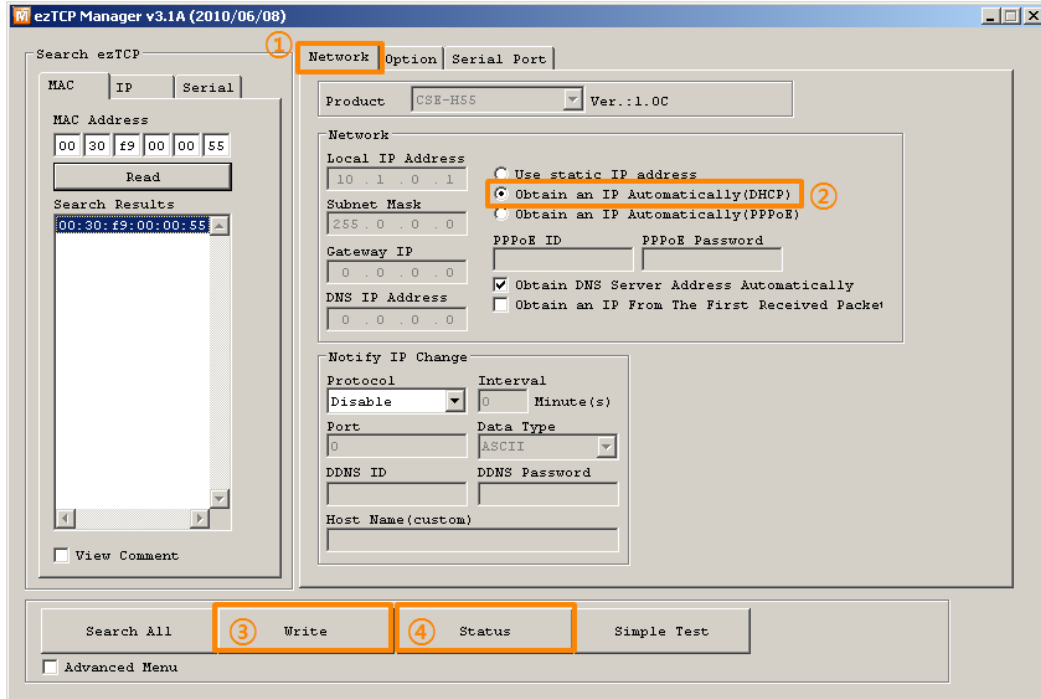 ezTCP Manager v3.1A (2010/06/08)
Search ezTCP
MAC IP Serial
MAC Address
00 30 f9 00 00 55
Read
Search Results
00:30:f9:00:00:55
View Comment
①
Network Option Serial Port
Product CSE-H55 Ver.:1.0C
Network
Local IP Address
10 . 1 . 0 . 1
Subnet Mask
255 . 0 . 0 . 0
Gateway IP
0 . 0 . 0 . 0
DNS IP Address
0 . 0 . 0 . 0
Use static IP address
Obtain an IP Automatically(DHCP) ②
Obtain an IP Automatically(PPPoE)
PPPoE ID PPPoE Password
Obtain DNS Server Address Automatically
Obtain an IP From The First Received Packet
Notify IP Change
Protocol Interval
Disable 0 Minute(s)
Port Data Type
0 ASCII
DDNS ID DDNS Password
Host Name(custom)
Search All ③ Write ④ Status Simple Test
Advanced Menu